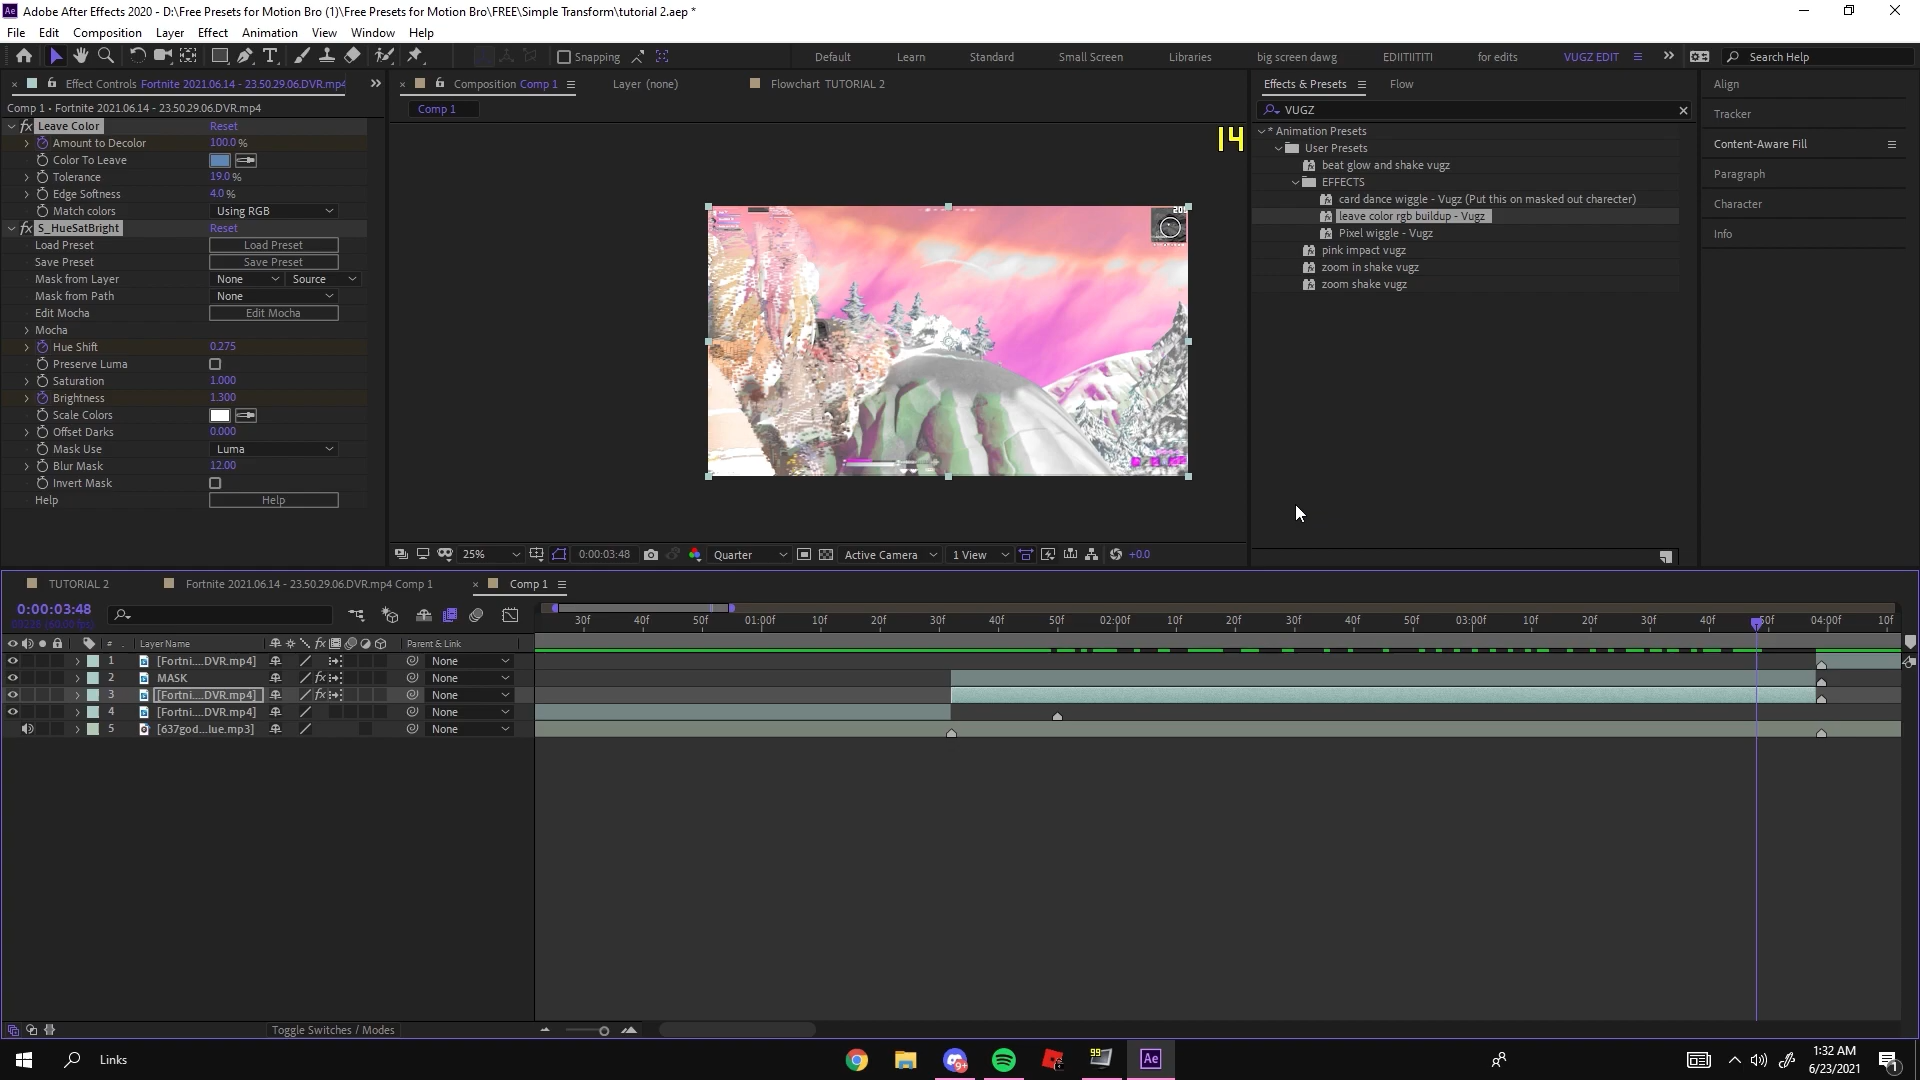 Adobe After Effects 2020 - D:\Free Presets for Motion Bro (1)\Free Presets for Motion Bro\FREE\Simple Transform\tutorial 2.aep *
File Edit Composition Layer Effect Animation View Window Help
Snapping Default Learn Standard Small Screen Libraries big screen dawg EDIITITITI for edits VUGZ EDIT Search Help
Effect Controls Fortnite 2021.06.14 - 23.50.29.06.DVR.mp4
Comp 1 • Fortnite 2021.06.14 - 23.50.29.06.DVR.mp4
fx Leave Color Reset
Amount to Decolor 100.0 %
Color To Leave
Tolerance 19.0 %
Edge Softness 4.0 %
Match colors Using RGB
fx S_HueSatBright Reset
Load Preset Load Preset
Save Preset Save Preset
Mask from Layer None Source
Mask from Path None
Edit Mocha Edit Mocha
Mocha
Hue Shift 0.275
Preserve Luma
Saturation 1.000
Brightness 1.300
Scale Colors
Offset Darks 0.000
Mask Use Luma
Blur Mask 12.00
Invert Mask
Help Help
Composition Comp 1 Layer (none) Flowchart TUTORIAL 2
Comp 1
14
25% 0:00:03:48 Quarter Active Camera 1 View +0.0
Effects & Presets Flow
VUGZ
* Animation Presets
User Presets
beat glow and shake vugz
EFFECTS
card dance wiggle - Vugz (Put this on masked out charecter)
leave color rgb buildup - Vugz
Pixel wiggle - Vugz
pink impact vugz
zoom in shake vugz
zoom shake vugz
Align
Tracker
Content-Aware Fill
Paragraph
Character
Info
TUTORIAL 2 Fortnite 2021.06.14 - 23.50.29.06.DVR.mp4 Comp 1 Comp 1
0:00:03:48
30f 40f 50f 01:00f 10f 20f 30f 40f 50f 02:00f 10f 20f 30f 40f 50f 03:00f 10f 20f 30f 40f 50f 04:00f 10f
# Layer Name Parent & Link
1 [Fortni....DVR.mp4] None
2 MASK None
3 [Fortni....DVR.mp4] None
4 [Fortni....DVR.mp4] None
5 [637god...lue.mp3] None
Toggle Switches / Modes
Links
Ae
1:32 AM
6/23/2021